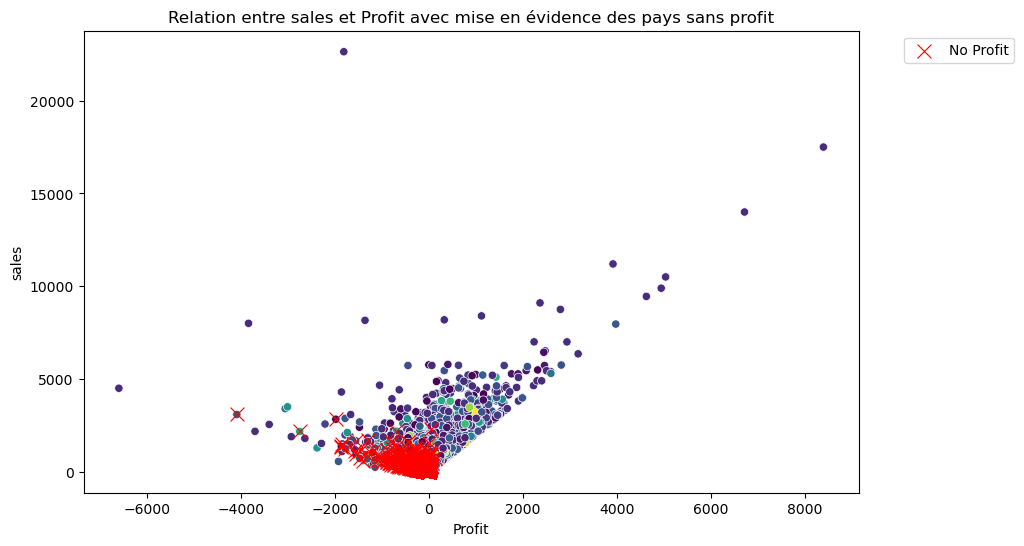 Relation entre sales et Profit avec mise en évidence des pays sans profit
No Profit
20000
15000
10000
5000
0
sales
−6000 −4000 −2000 0 2000 4000 6000 8000
Profit